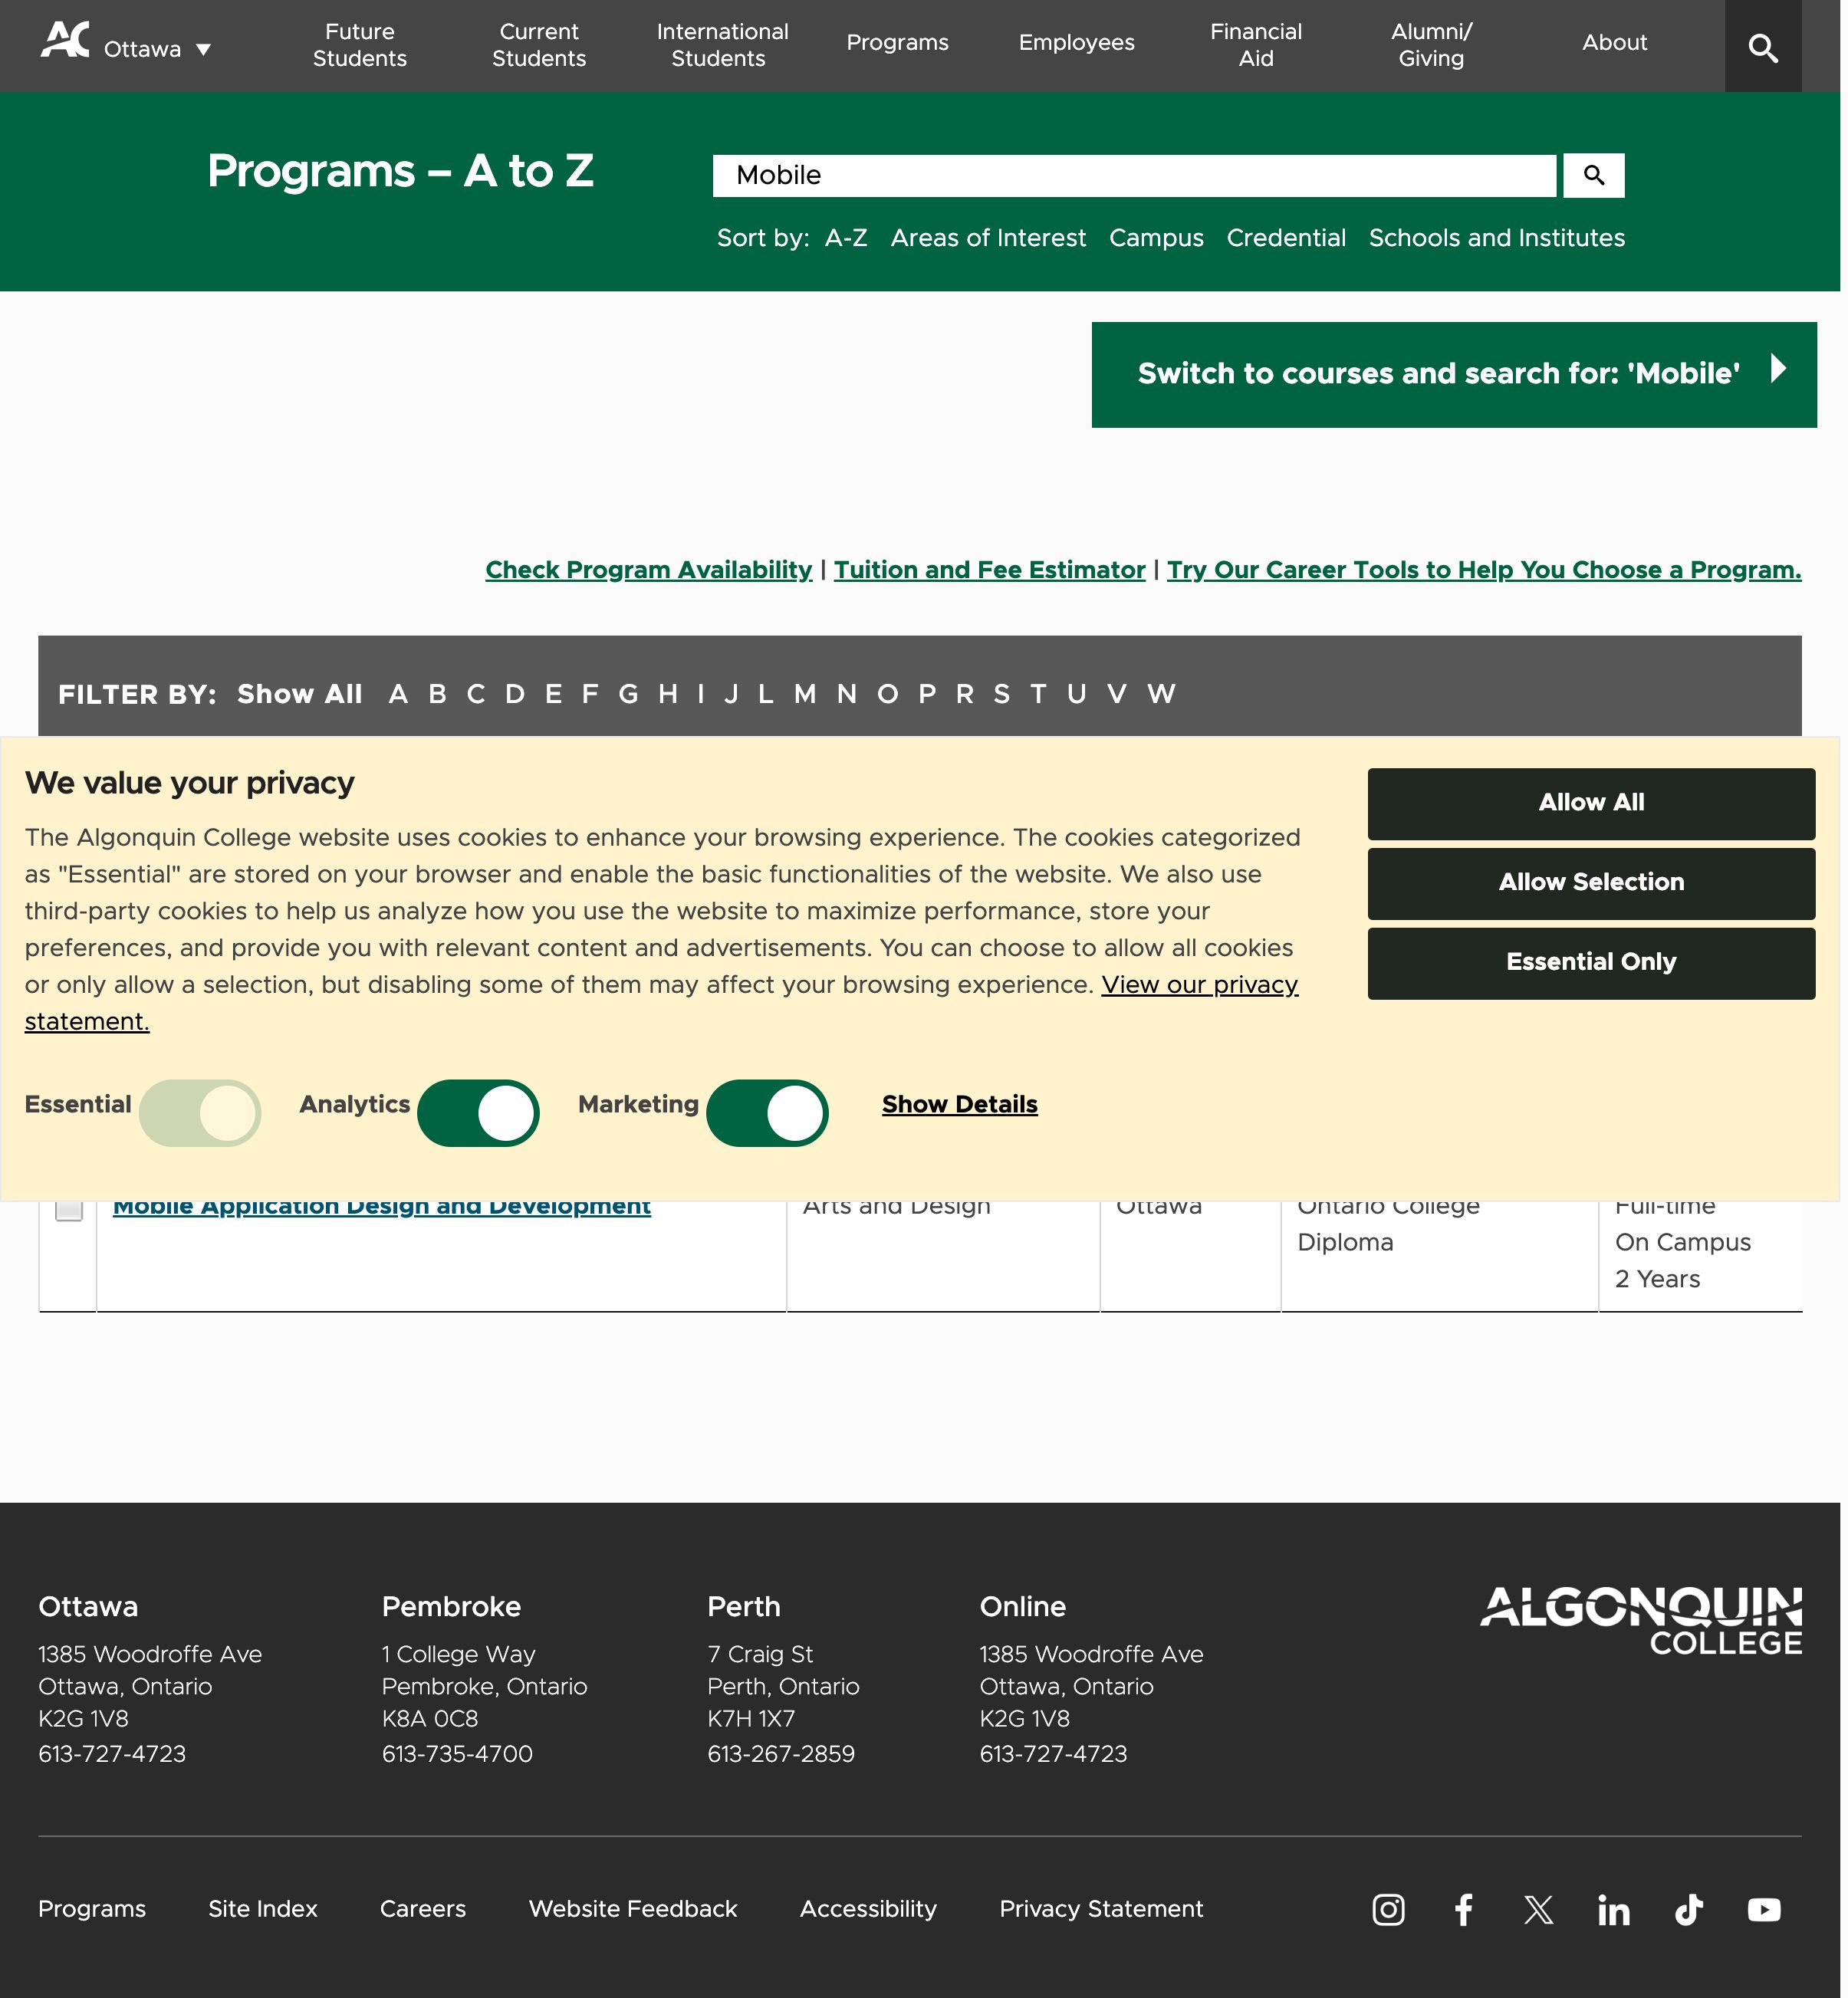 AC Ottawa
Future Students
Current Students
International Students
Programs
Employees
Financial Aid
Alumni/ Giving
About
Programs – A to Z
Mobile
Sort by: A-Z Areas of Interest Campus Credential Schools and Institutes
Switch to courses and search for: 'Mobile'
Check Program Availability | Tuition and Fee Estimator | Try Our Career Tools to Help You Choose a Program.
FILTER BY: Show All A B C D E F G H I J L M N O P R S T U V W
We value your privacy
The Algonquin College website uses cookies to enhance your browsing experience. The cookies categorized
as "Essential" are stored on your browser and enable the basic functionalities of the website. We also use
third-party cookies to help us analyze how you use the website to maximize performance, store your
preferences, and provide you with relevant content and advertisements. You can choose to allow all cookies
or only allow a selection, but disabling some of them may affect your browsing experience. View our privacy
statement.
Allow All
Allow Selection
Essential Only
Essential Analytics Marketing Show Details
Mobile Application Design and Development
Arts and Design
Ottawa
Ontario College
Diploma
Full-time
On Campus
2 Years
Ottawa
1385 Woodroffe Ave
Ottawa, Ontario
K2G 1V8
613-727-4723
Pembroke
1 College Way
Pembroke, Ontario
K8A 0C8
613-735-4700
Perth
7 Craig St
Perth, Ontario
K7H 1X7
613-267-2859
Online
1385 Woodroffe Ave
Ottawa, Ontario
K2G 1V8
613-727-4723
ALGONQUIN
COLLEGE
Programs Site Index Careers Website Feedback Accessibility Privacy Statement